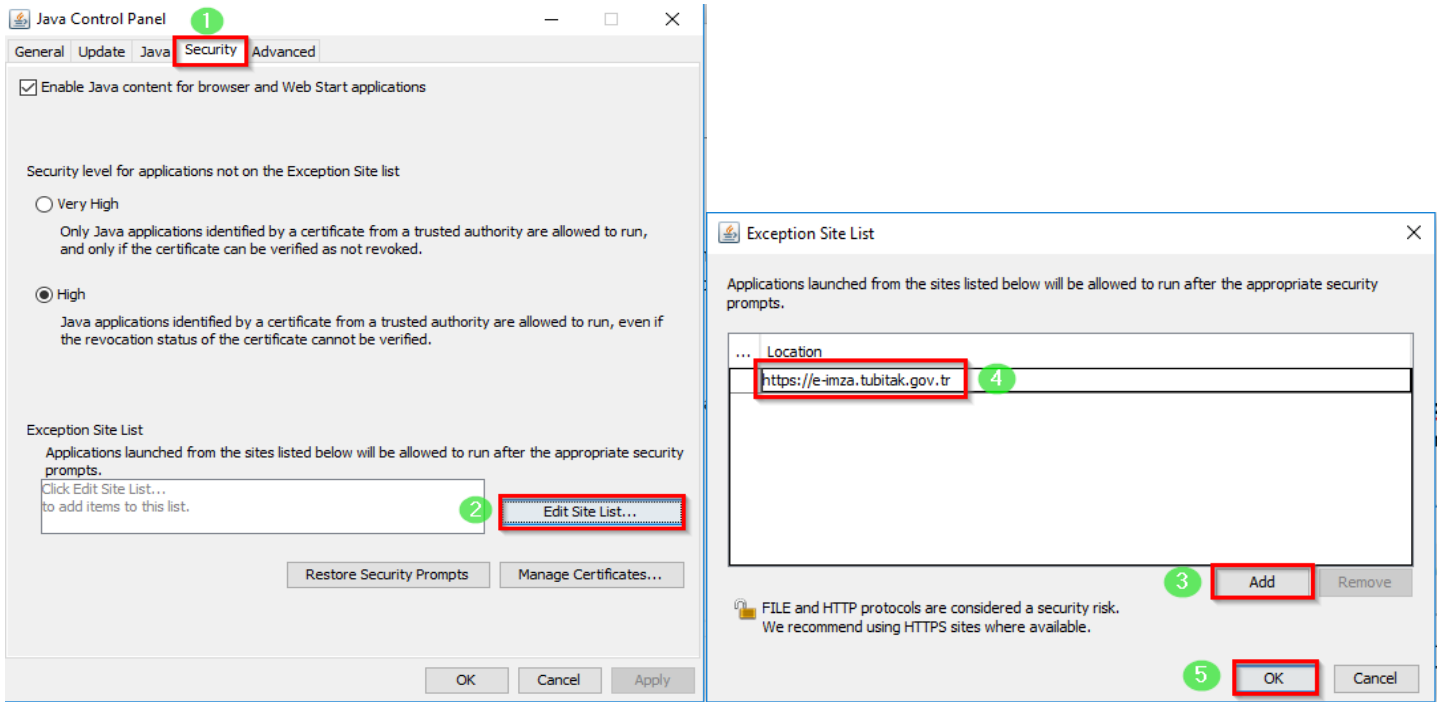 Java Control Panel
1
General Update Java Security Advanced
Enable Java content for browser and Web Start applications
Security level for applications not on the Exception Site list
Very High
Only Java applications identified by a certificate from a trusted authority are allowed to run,
and only if the certificate can be verified as not revoked.
High
Java applications identified by a certificate from a trusted authority are allowed to run, even if
the revocation status of the certificate cannot be verified.
Exception Site List
Applications launched from the sites listed below will be allowed to run after the appropriate security
prompts.
Click Edit Site List...
to add items to this list.
2
Edit Site List...
Restore Security Prompts
Manage Certificates...
OK
Cancel
Apply
Exception Site List
Applications launched from the sites listed below will be allowed to run after the appropriate security
prompts.
... Location
https://e-imza.tubitak.gov.tr
4
3
Add
Remove
FILE and HTTP protocols are considered a security risk.
We recommend using HTTPS sites where available.
5
OK
Cancel